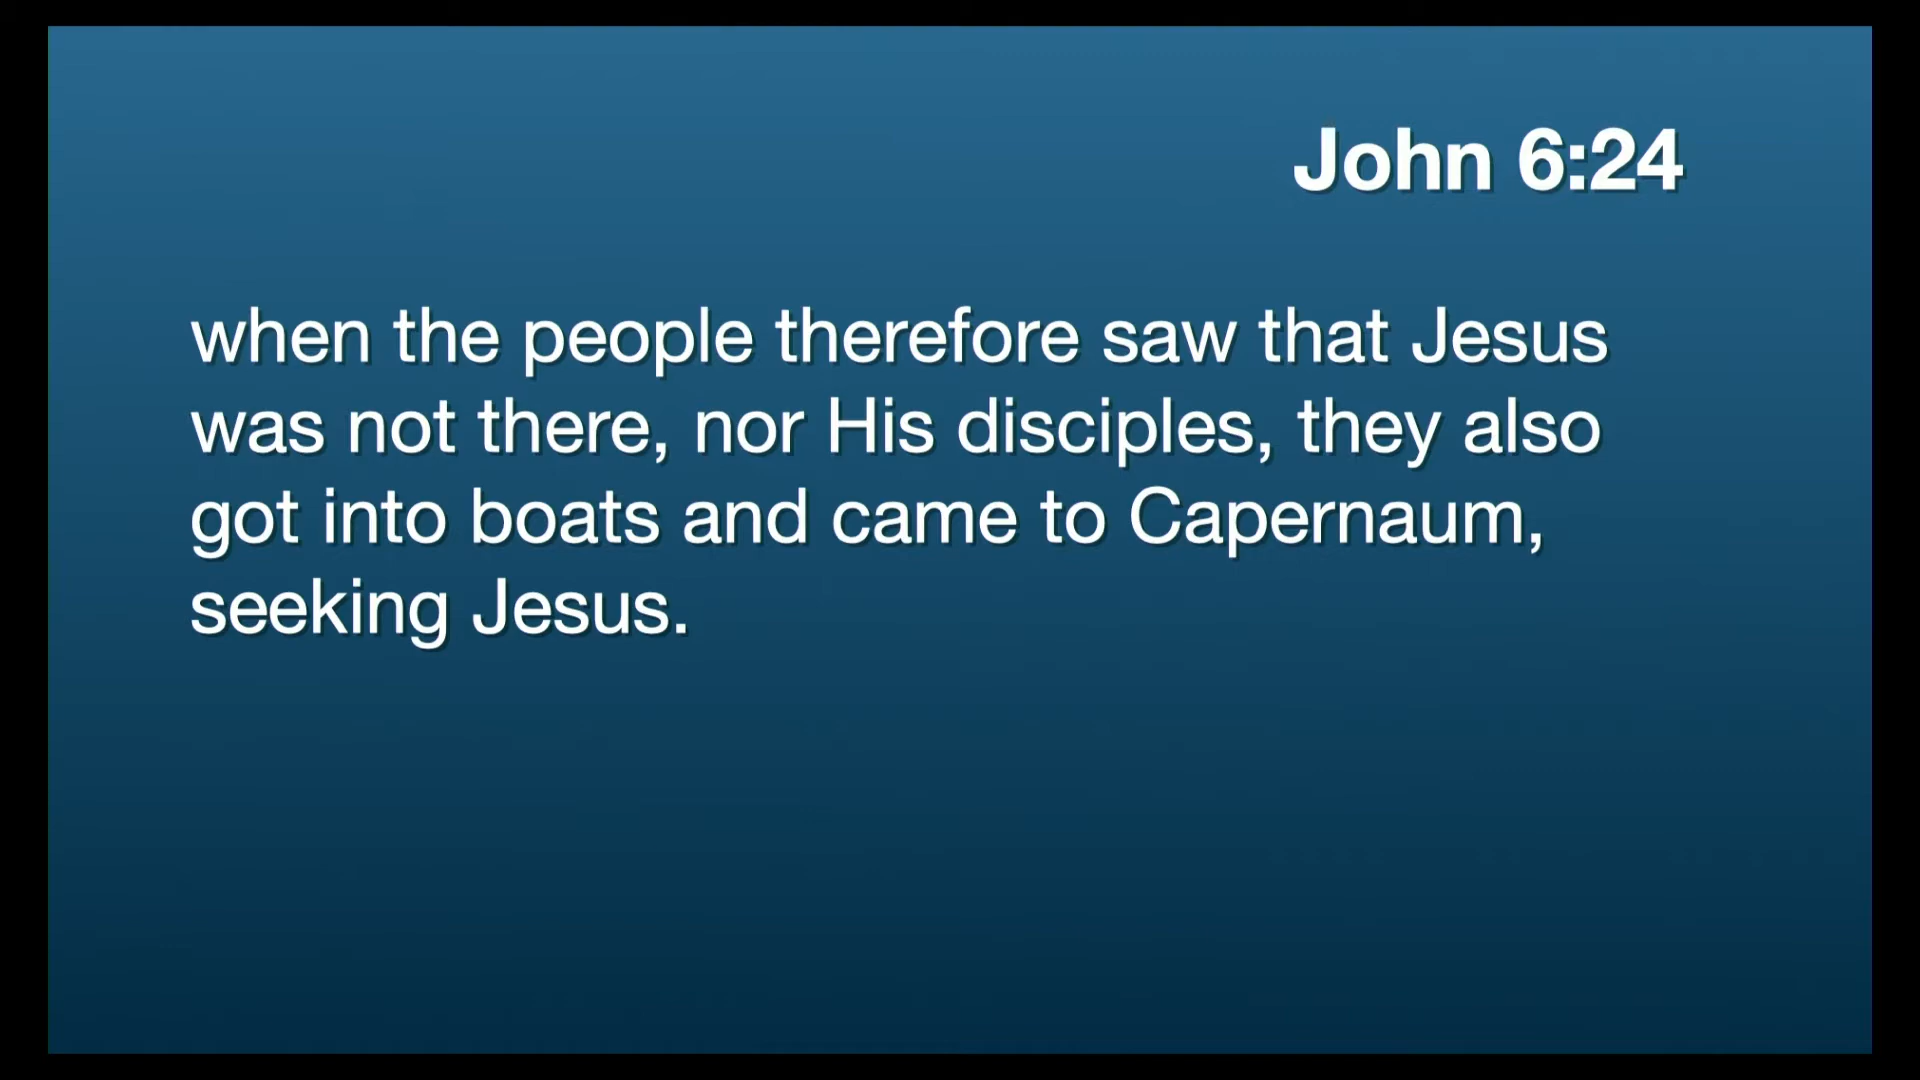 John 6:24
when the people therefore saw that Jesus
was not there, nor His disciples, they also
got into boats and came to Capernaum,
seeking Jesus.